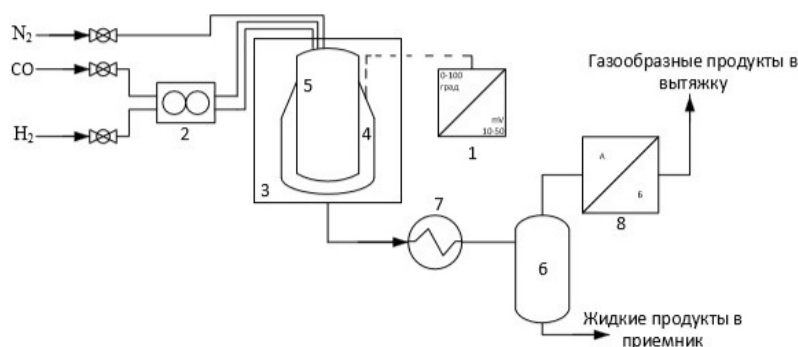 N₂
CO
H₂
2
5
4
3
0-100
град
mV
10-50
1
7
6
А
Б
8
Газообразные продукты в
вытяжку
Жидкие продукты в
приемник